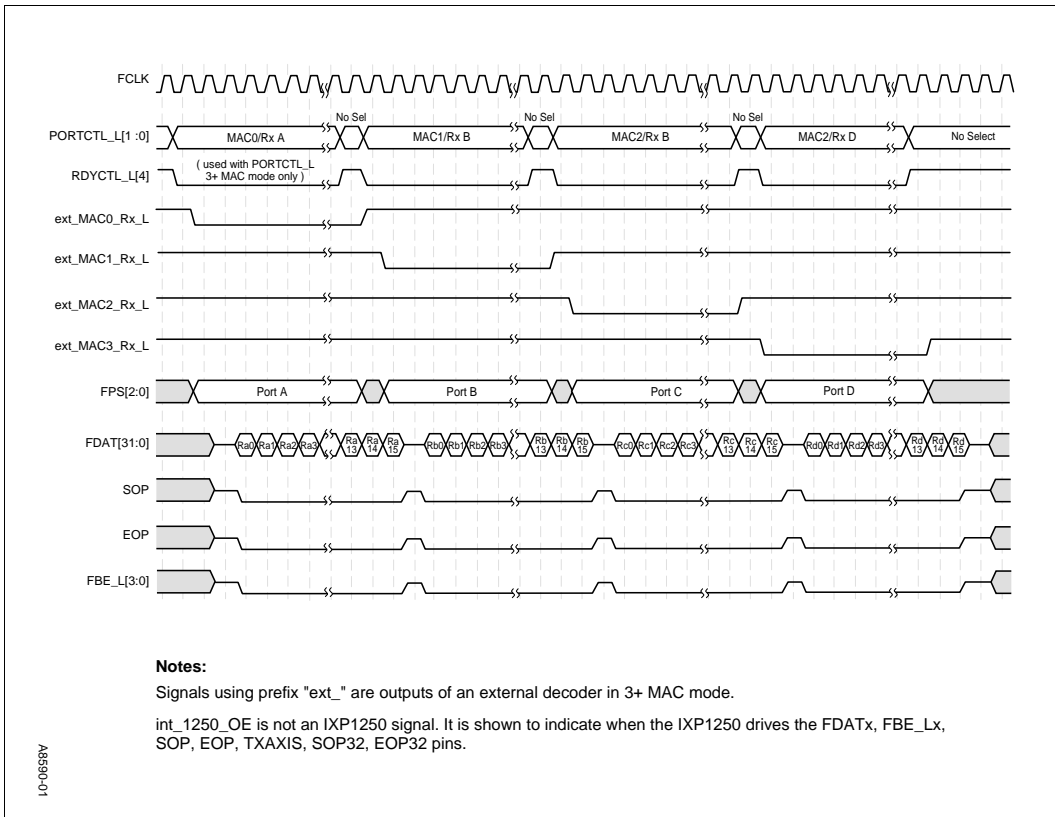 FCLK
No Sel No Sel No Sel
PORTCTL_L[1 :0] MAC0/Rx A MAC1/Rx B MAC2/Rx B MAC2/Rx D No Select
( used with PORTCTL_L
3+ MAC mode only )
RDYCTL_L[4]
ext_MAC0_Rx_L
ext_MAC1_Rx_L
ext_MAC2_Rx_L
ext_MAC3_Rx_L
FPS[2:0] Port A Port B Port C Port D
FDAT[31:0] Ra0 Ra1 Ra2 Ra3 Ra 13 Ra 14 Ra 15 Rb0 Rb1 Rb2 Rb3 Rb 13 Rb 14 Rb 15 Rc0 Rc1 Rc2 Rc3 Rc 13 Rc 14 Rc 15 Rd0 Rd1 Rd2 Rd3 Rd 13 Rd 14 Rd 15
SOP
EOP
FBE_L[3:0]
Notes:
Signals using prefix "ext_" are outputs of an external decoder in 3+ MAC mode.
int_1250_OE is not an IXP1250 signal. It is shown to indicate when the IXP1250 drives the FDATx, FBE_Lx,
SOP, EOP, TXAXIS, SOP32, EOP32 pins.
A8590-01